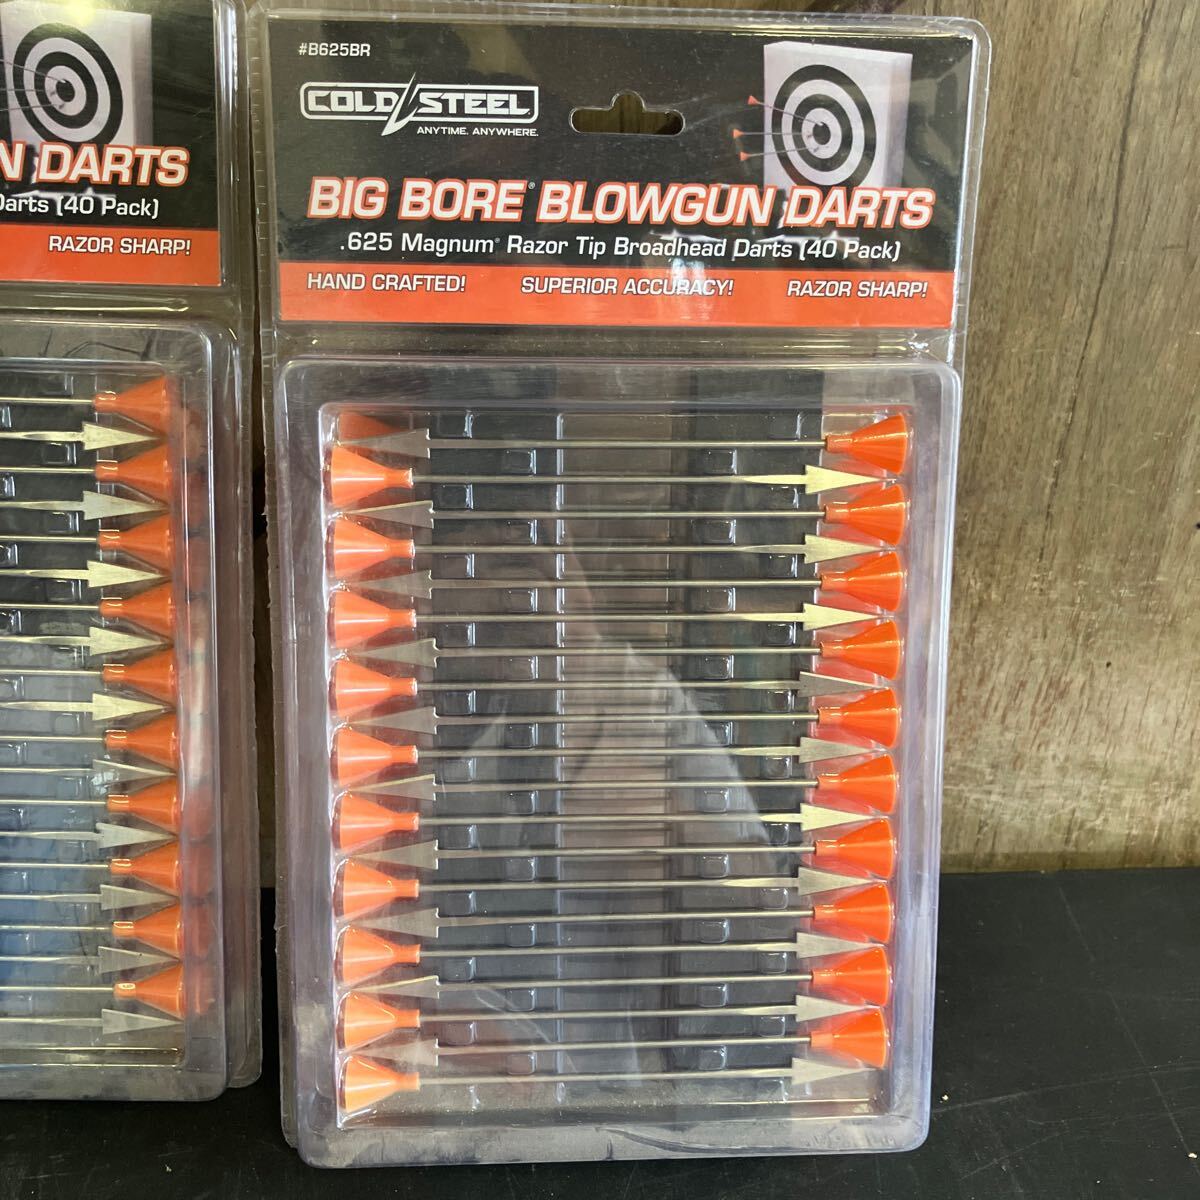 N DARTS
Darts (40 Pack)
RAZOR SHARP!
#B625BR
COLD STEEL
ANYTIME. ANYWHERE.
BIG BORE® BLOWGUN DARTS
.625 Magnum® Razor Tip Broadhead Darts (40 Pack)
HAND CRAFTED! SUPERIOR ACCURACY! RAZOR SHARP!